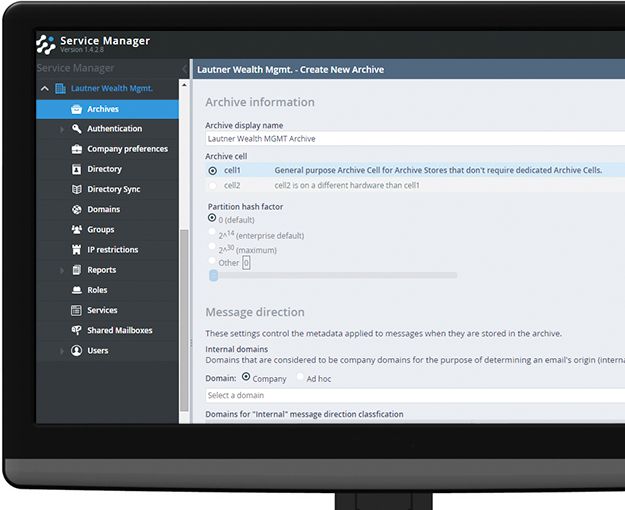 Service Manager
Version 1.4.2.8
Service Manager
Lautner Wealth Mgmt.
Archives
Authentication
Company preferences
Directory
Directory Sync
Domains
Groups
IP restrictions
Reports
Roles
Services
Shared Mailboxes
Users
Lautner Wealth Mgmt. - Create New Archive
Archive information
Archive display name
Lautner Wealth MGMT Archive
Archive cell
cell1 General purpose Archive Cell for Archive Stores that don't require dedicated Archive Cells.
cell2 cell2 is on a different hardware than cell1
Partition hash factor
0 (default)
2^14 (enterprise default)
2^30 (maximum)
Other 0
Message direction
These settings control the metadata applied to messages when they are stored in the archive.
Internal domains
Domains that are considered to be company domains for the purpose of determining an email's origin (interna
Domain: Company Ad hoc
Select a domain
Domains for "Internal" message direction classfication